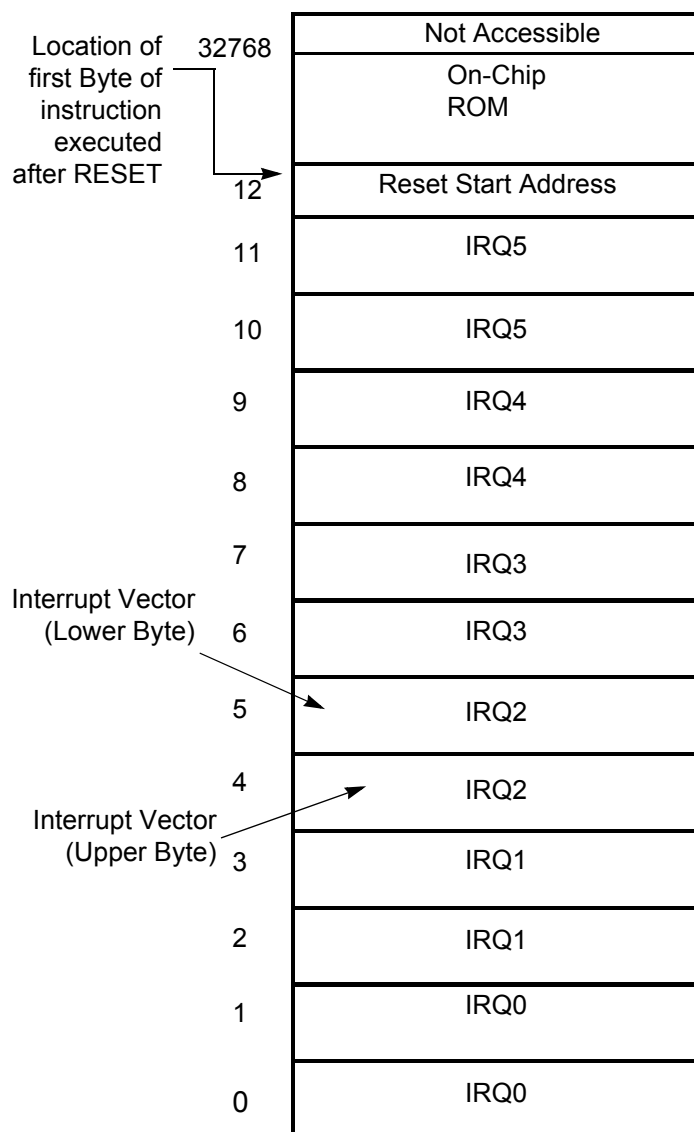 Not Accessible
Location of
first Byte of
instruction
executed
after RESET
32768
On-Chip
ROM
12
Reset Start Address
11
IRQ5
10
IRQ5
9
IRQ4
8
IRQ4
7
IRQ3
Interrupt Vector
(Lower Byte)
6
IRQ3
5
IRQ2
4
IRQ2
Interrupt Vector
(Upper Byte)
3
IRQ1
2
IRQ1
1
IRQ0
0
IRQ0